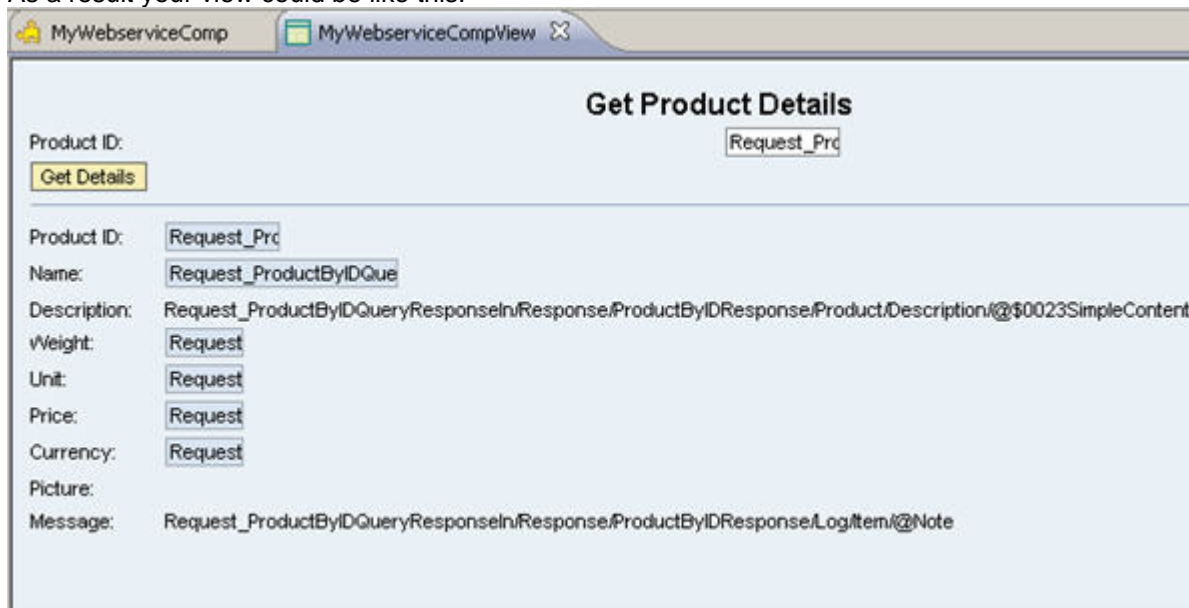 As a result your view could be like this:
MyWebserviceComp MyWebserviceCompView
Get Product Details
Product ID: Request_Pro
Get Details
Product ID: Request_Pro
Name: Request_ProductByIDQue
Description: Request_ProductByIDQueryResponseIn/Response/ProductByIDResponse/Product/Description/@$0023SimpleContent
Weight: Request
Unit: Request
Price: Request
Currency: Request
Picture:
Message: Request_ProductByIDQueryResponseIn/Response/ProductByIDResponse/Log/Item/@Note